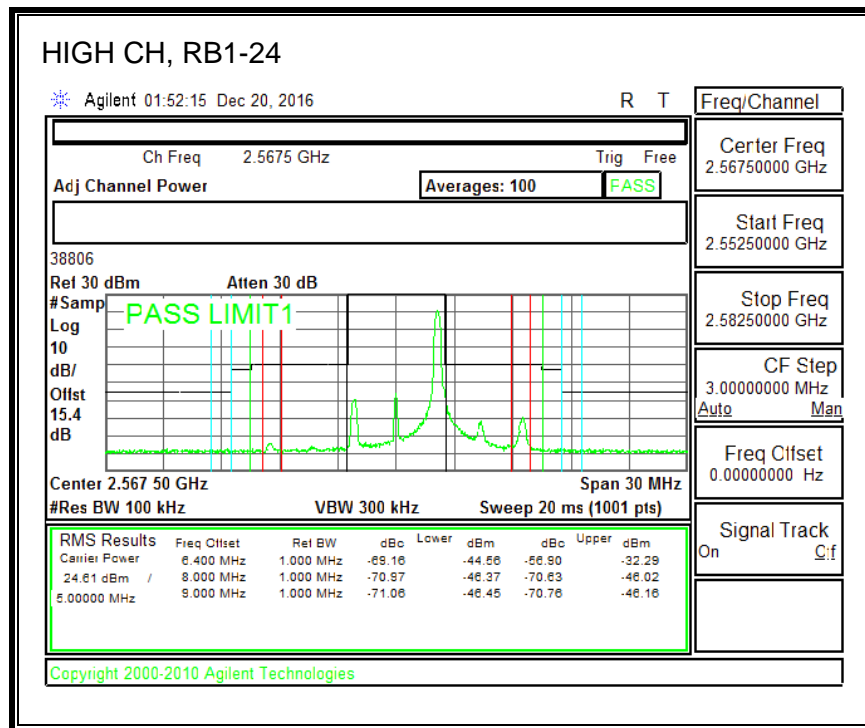 HIGH CH, RB1-24
Agilent 01:52:15 Dec 20, 2016 R T
Freq/Channel
Ch Freq 2.5675 GHz Trig Free
Adj Channel Power Averages: 100 PASS
38806
Ref 30 dBm Atten 30 dB
#Samp
Log
10
dB/
Offst
15.4
dB
PASS LIMIT1
Center 2.567 50 GHz Span 30 MHz
#Res BW 100 kHz VBW 300 kHz Sweep 20 ms (1001 pts)
RMS Results Freq Offset Ref BW dBc Lower dBm dBc Upper dBm
Carrier Power 6.400 MHz 1.000 MHz -69.16 -44.56 -56.90 -32.29
24.61 dBm / 8.000 MHz 1.000 MHz -70.97 -46.37 -70.63 -46.02
5.00000 MHz 9.000 MHz 1.000 MHz -71.06 -46.45 -70.76 -46.16
Copyright 2000-2010 Agilent Technologies
Center Freq
2.56750000 GHz
Start Freq
2.55250000 GHz
Stop Freq
2.58250000 GHz
CF Step
3.00000000 MHz
Auto Man
Freq Offset
0.00000000 Hz
Signal Track
On Off